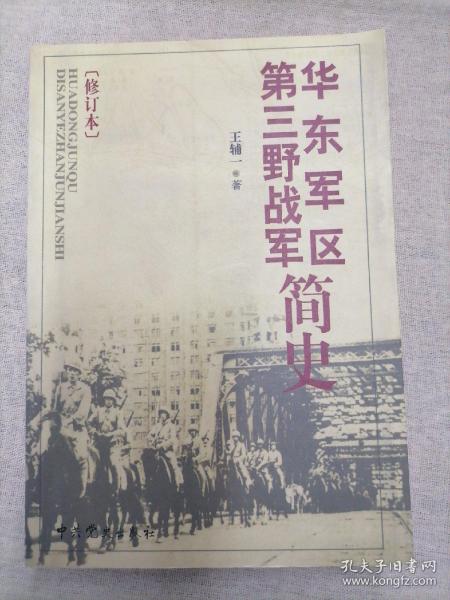 华东军区
第三野战军
简史
王辅一 著
〔修订本〕
HUADONGJUNQU
DISANYEZHANJUNJIANSHI
中共党史出版社
孔夫子旧书网
www.kongfz.com